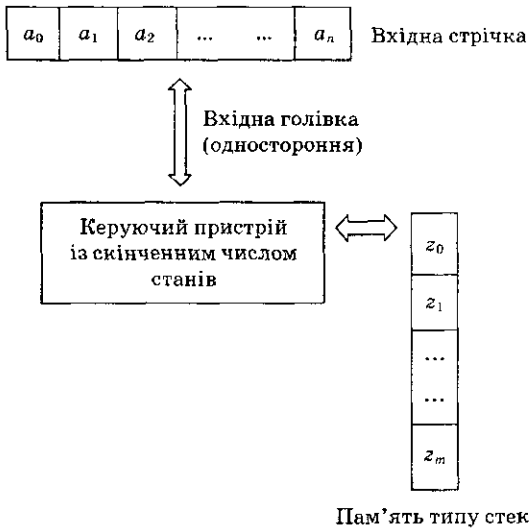 a₀ a₁ a₂ ... ... aₙ Вхідна стрічка
Вхідна голівка
(одностороння)
Керуючий пристрій
із скінченним числом
станів
z₀
z₁
...
...
zₘ
Пам'ять типу стек